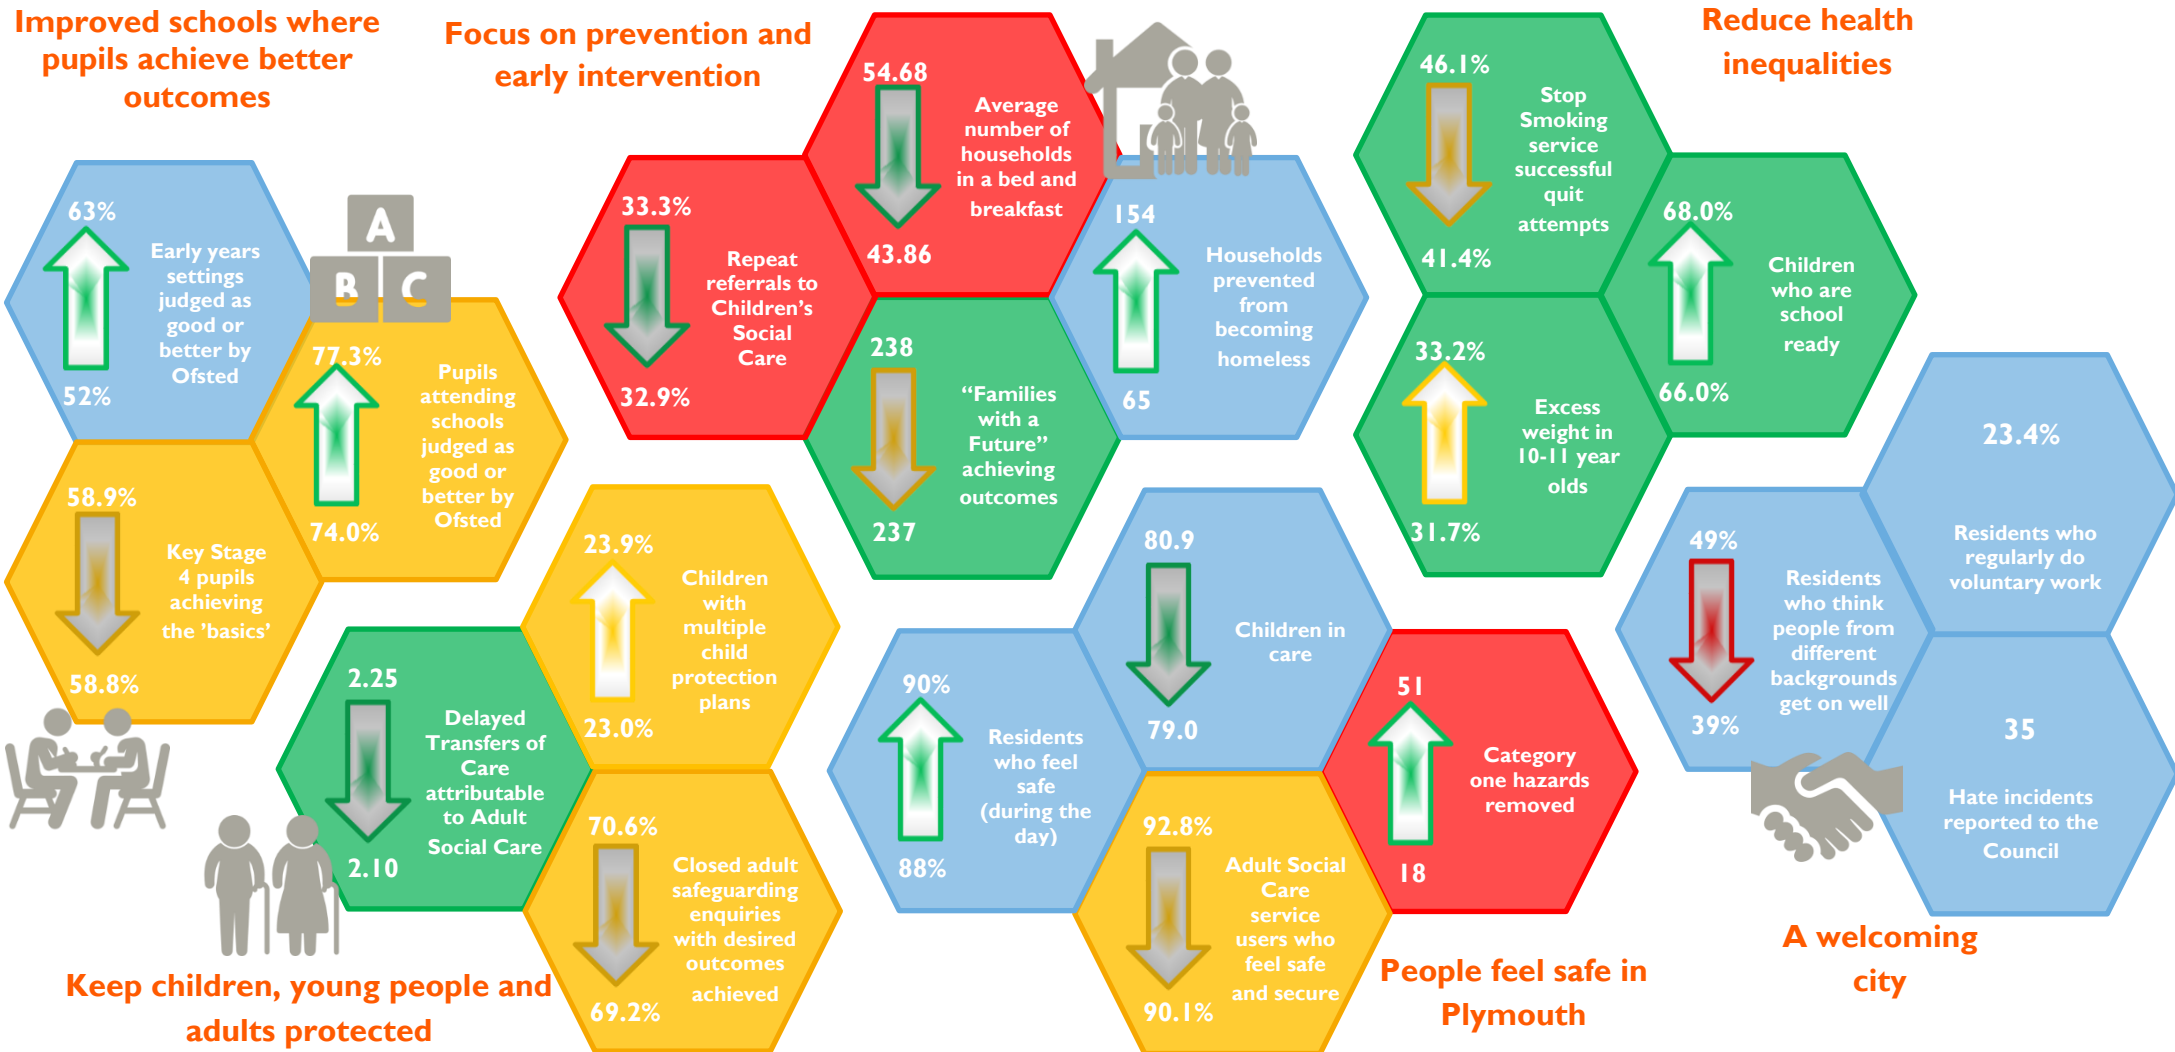 Improved schools where
pupils achieve better
outcomes
63%
Early years
settings
judged as
good or
better by
Ofsted
52%
A
B C
77.3%
Pupils
attending
schools
judged as
good or
better by
Ofsted
74.0%
58.9%
Key Stage
4 pupils
achieving
the 'basics'
58.8%
Focus on prevention and
early intervention
54.68
Average
number of
households
in a bed and
breakfast
43.86
33.3%
Repeat
referrals to
Children's
Social
Care
32.9%
154
Households
prevented
from
becoming
homeless
65
238
“Families
with a
Future”
achieving
outcomes
237
Reduce health
inequalities
46.1%
Stop
Smoking
service
successful
quit
attempts
41.4%
68.0%
Children
who are
school
ready
66.0%
33.2%
Excess
weight in
10-11 year
olds
31.7%
23.9%
Children
with
multiple
child
protection
plans
23.0%
2.25
Delayed
Transfers of
Care
attributable
to Adult
Social Care
2.10
70.6%
Closed adult
safeguarding
enquiries
with desired
outcomes
achieved
69.2%
Keep children, young people and
adults protected
80.9
Children in
care
79.0
90%
Residents
who feel
safe
(during the
day)
88%
51
Category
one hazards
removed
18
92.8%
Adult Social
Care
service
users who
feel safe
and secure
90.1%
People feel safe in
Plymouth
23.4%
Residents who
regularly do
voluntary work
49%
Residents
who think
people from
different
backgrounds
get on well
39%
35
Hate incidents
reported to the
Council
A welcoming
city